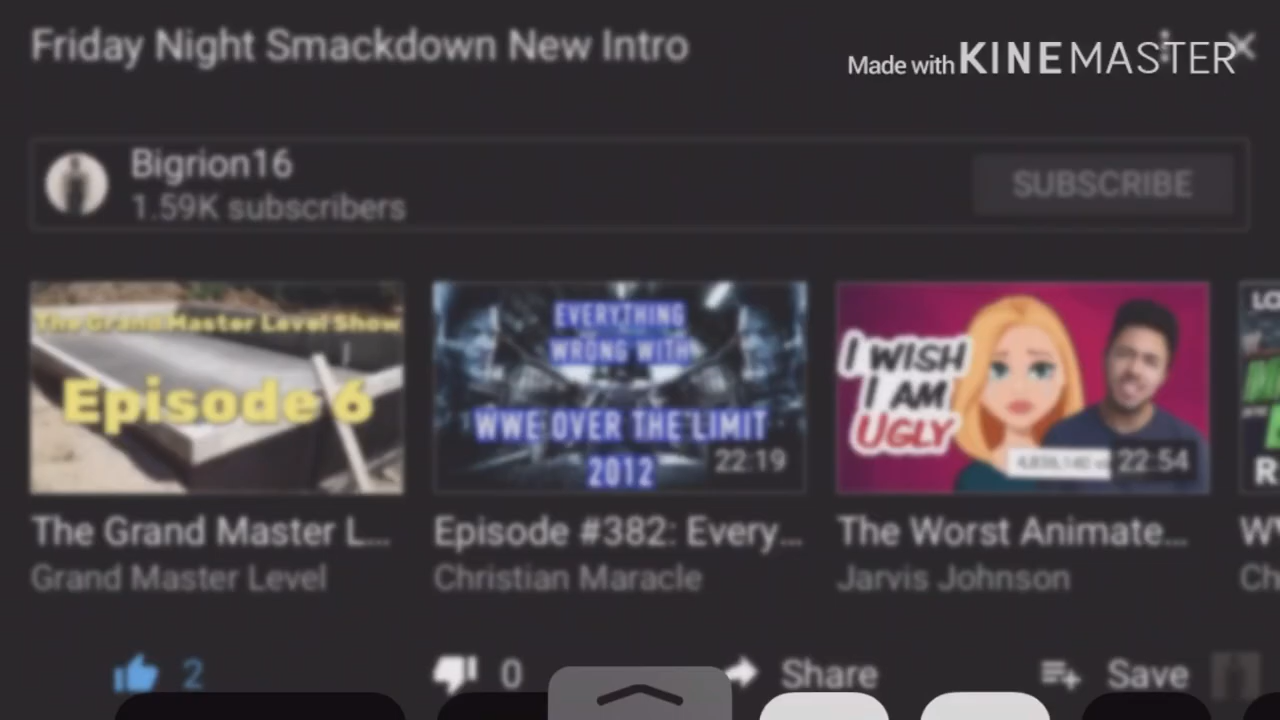 Friday Night Smackdown New Intro
Made with KINEMASTER
Bigrion16
1.59K subscribers
SUBSCRIBE
The Grand Master Level Show
Episode 6
EVERYTHING
WRONG WITH
WWE OVER THE LIMIT
2012
22:19
I WISH
I AM
UGLY
22:54
LO
R
The Grand Master L...
Grand Master Level
Episode #382: Every...
Christian Maracle
The Worst Animate...
Jarvis Johnson
W
Ch
2
0
Share
Save